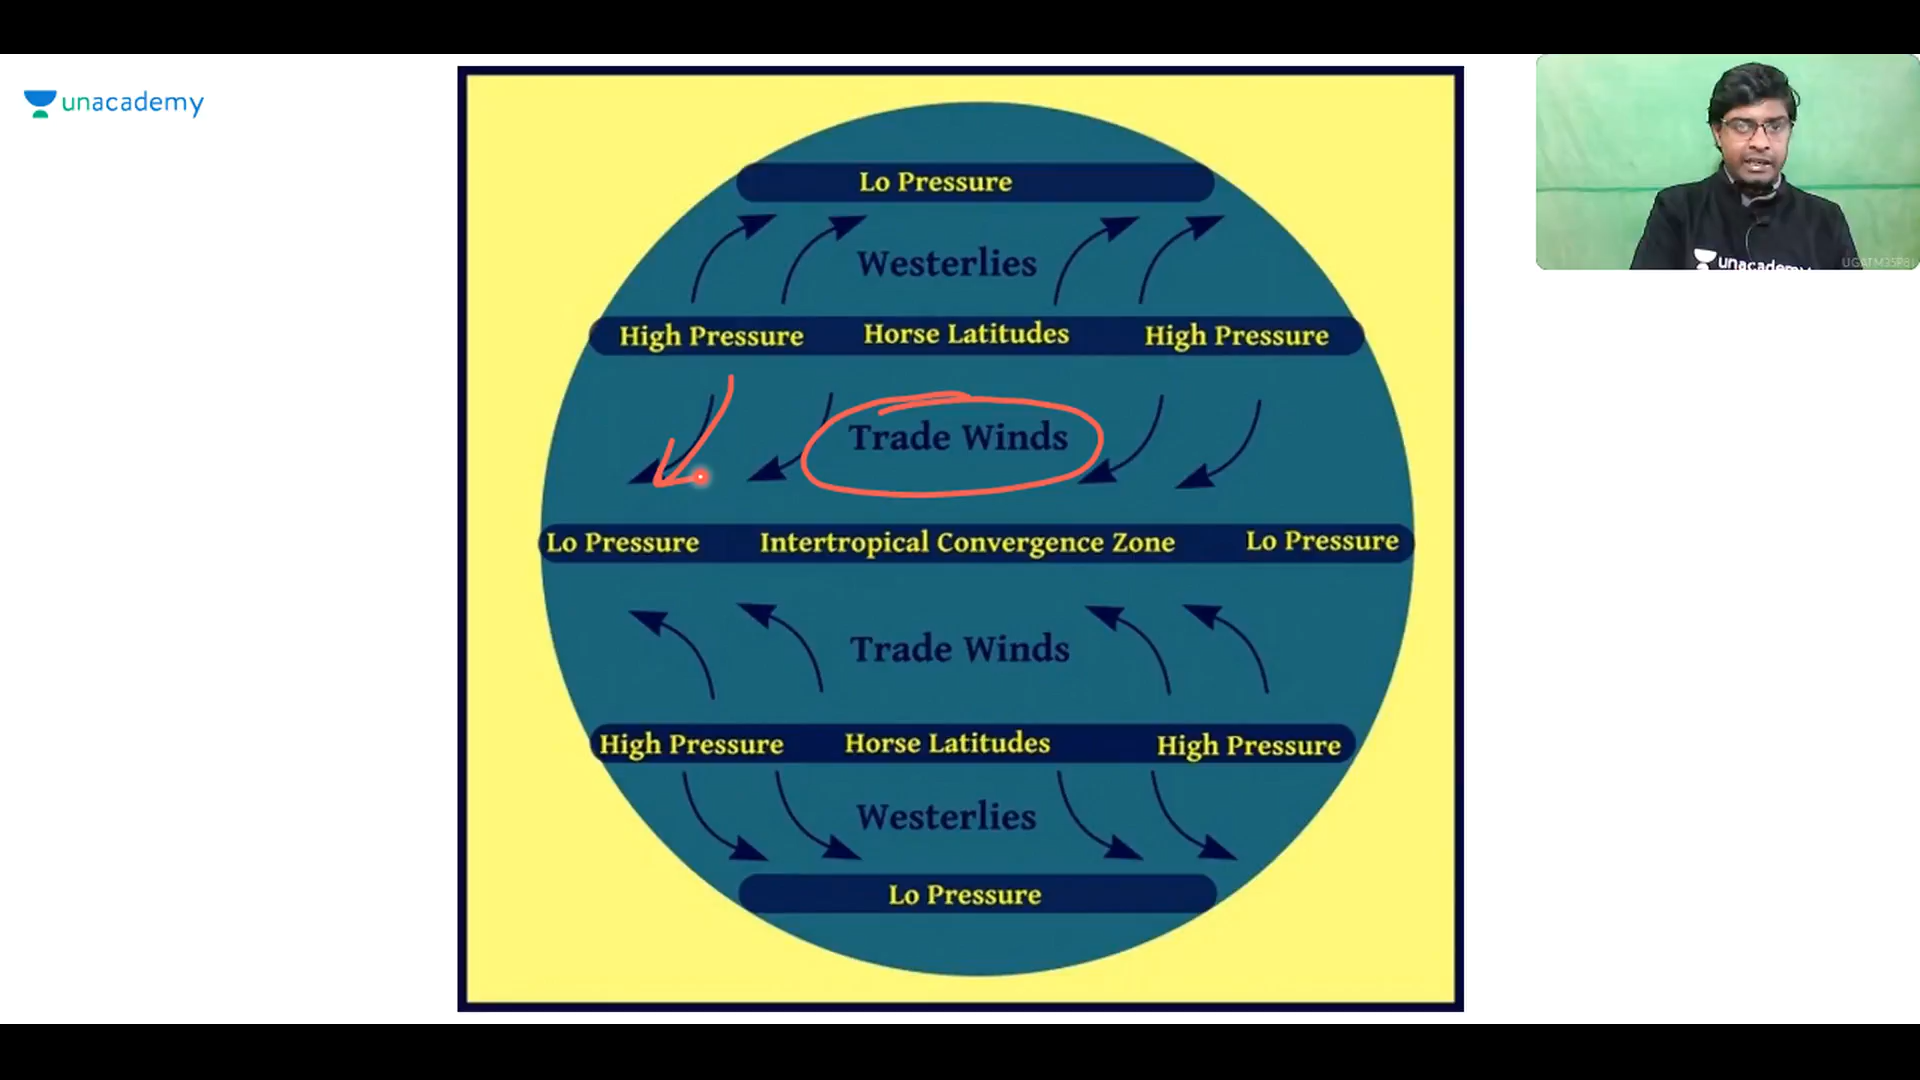 unacademy
Lo Pressure
Westerlies
High Pressure Horse Latitudes High Pressure
Trade Winds
Lo Pressure Intertropical Convergence Zone Lo Pressure
Trade Winds
High Pressure Horse Latitudes High Pressure
Westerlies
Lo Pressure
unacademy